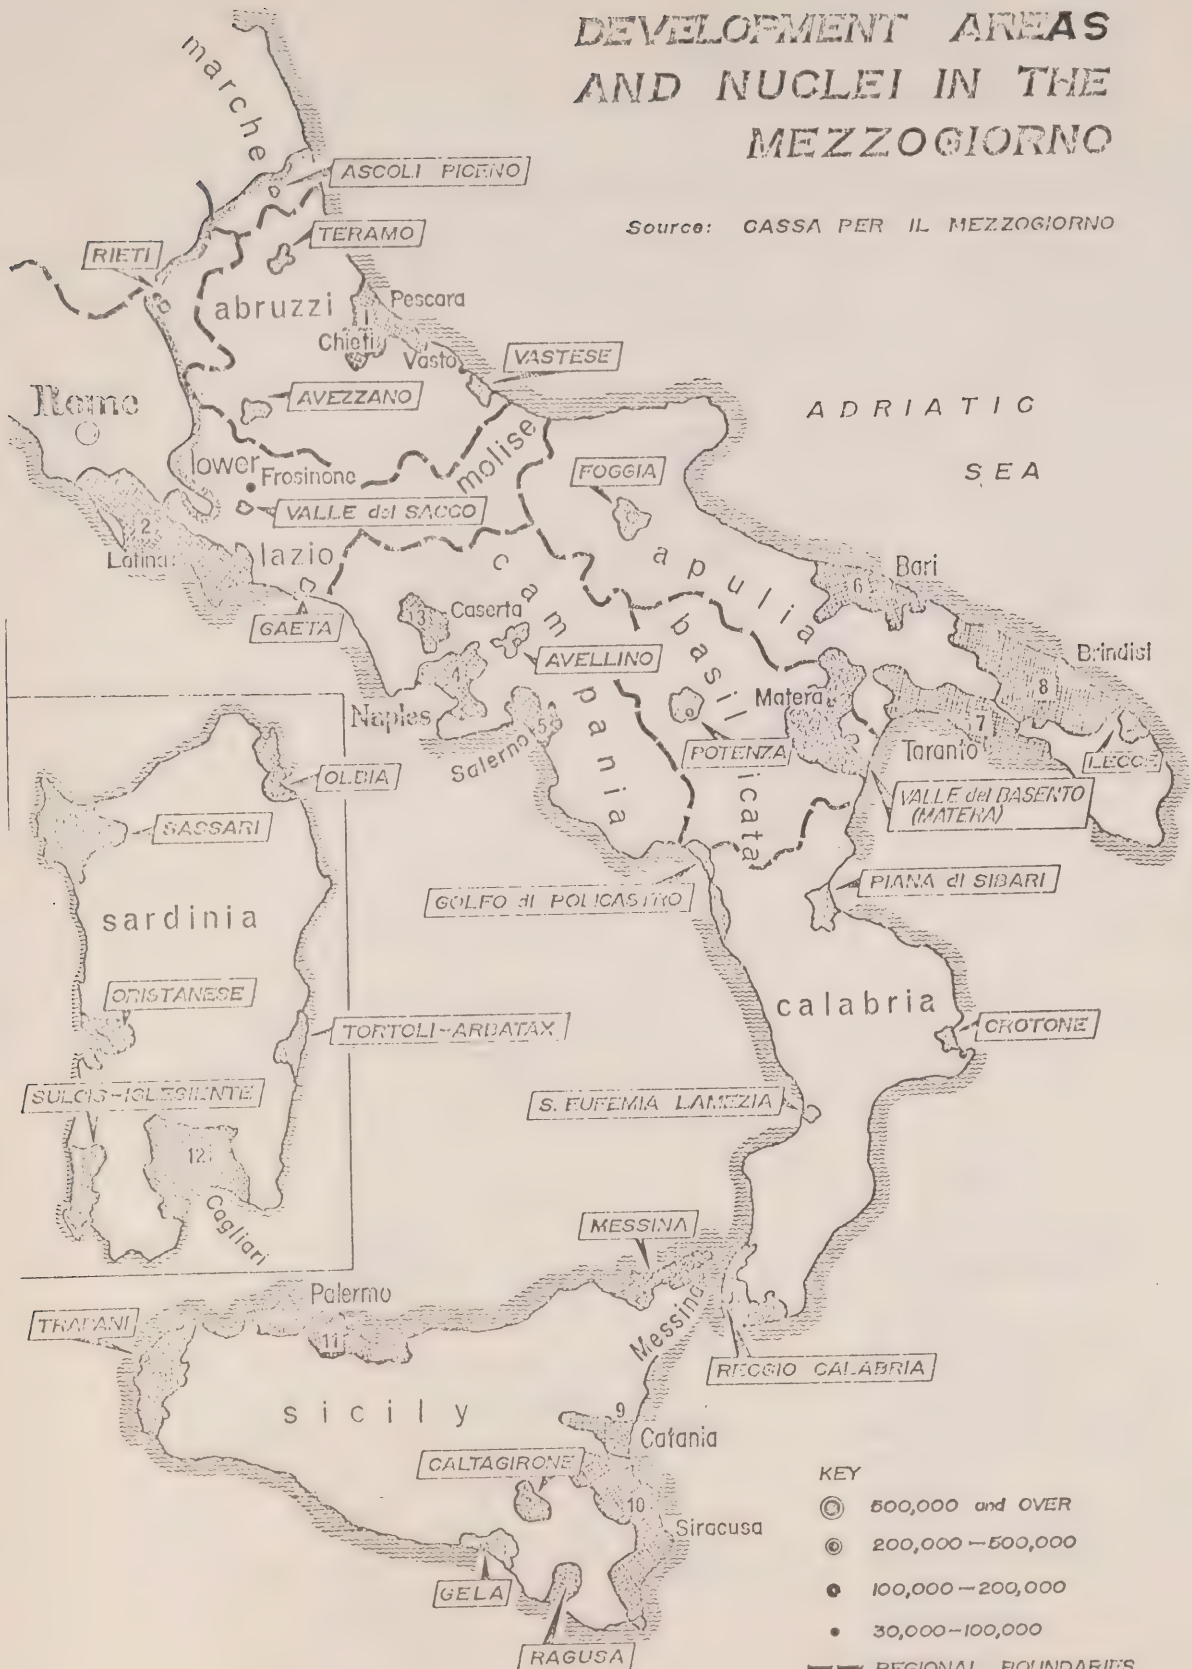 DEVELOPMENT AREAS
AND NUCLEI IN THE
MEZZOGIORNO
Source: CASSA PER IL MEZZOGIORNO
marche
ASCOLI PICENO
TERAMO
RIETI
abruzzi
1
Pescara
Chieti
Vasto
VASTESE
Rome
AVEZZANO
ADRIATIC
SEA
molise
lower
Frosinone
FOGGIA
VALLE del SACCO
2
Latina
lazio
apulia
6
Bari
campania
GAETA
3
Caserta
basilicata
AVELLINO
Brindisi
4
Naples
Matera
8
5
Salerno
7
POTENZA
Taranto
LECCE
VALLE del BASENTO
(MATERA)
OLBIA
SASSARI
PIANA di SIBARI
GOLFO di POLICASTRO
sardinia
ORISTANESE
calabria
TORTOLI-ARBATAX
CROTONE
SULCIS-IGLESIENTE
S. EUFEMIA LAMEZIA
12
Cagliari
MESSINA
Palermo
TRAPANI
11
Messina
REGGIO CALABRIA
sicily
9
Catania
CALTAGIRONE
10
Siracusa
GELA
RAGUSA
KEY
500,000 and OVER
200,000-500,000
100,000-200,000
30,000-100,000
REGIONAL BOUNDARIES